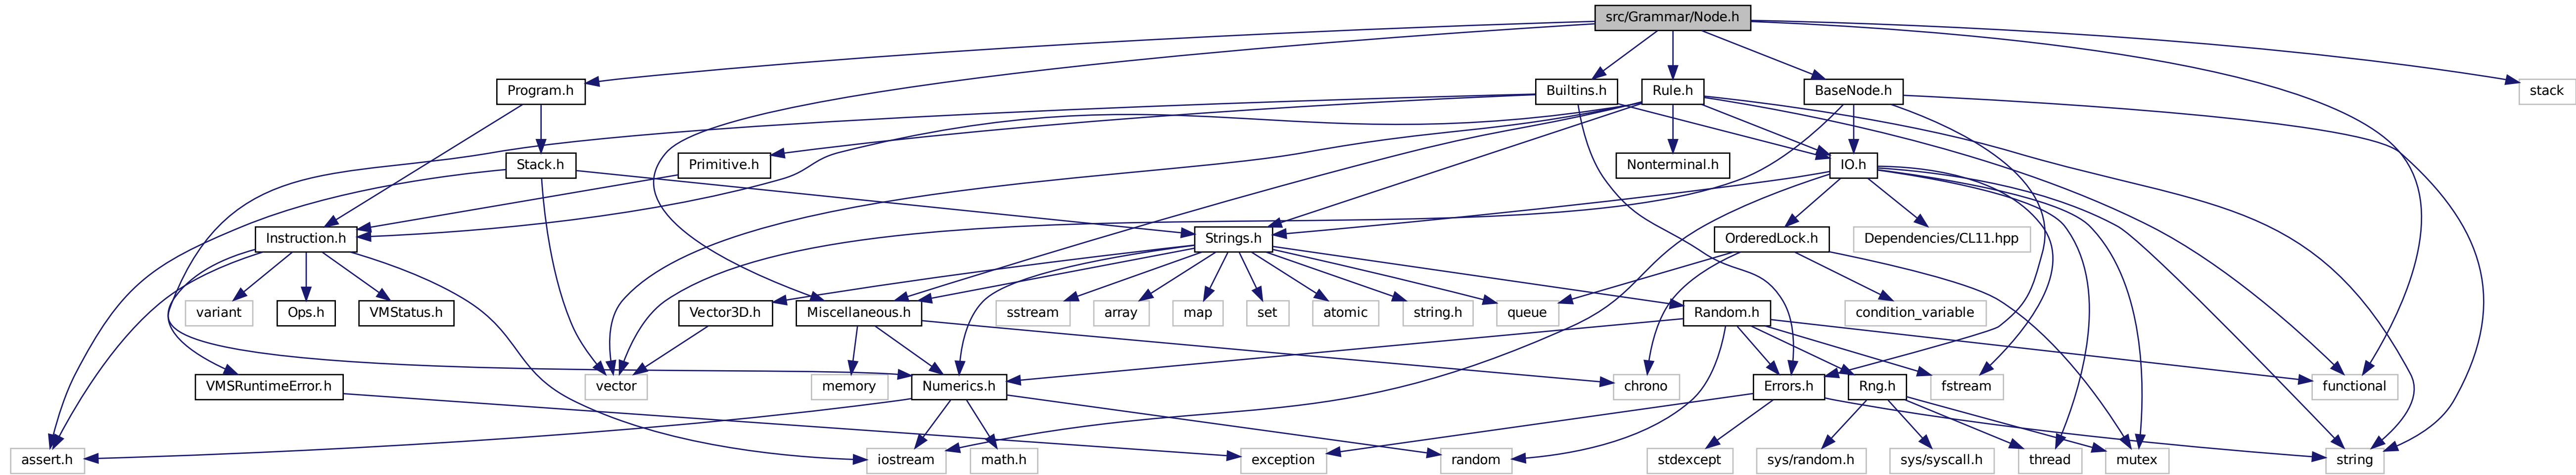 src/Grammar/Node.h
Program.h
Builtins.h
Rule.h
BaseNode.h
stack
Stack.h
Primitive.h
Nonterminal.h
IO.h
Instruction.h
Strings.h
OrderedLock.h
Dependencies/CL11.hpp
variant
Ops.h
VMStatus.h
Vector3D.h
Miscellaneous.h
sstream
array
map
set
atomic
string.h
queue
Random.h
condition_variable
VMSRuntimeError.h
vector
memory
Numerics.h
chrono
Errors.h
Rng.h
fstream
functional
assert.h
iostream
math.h
exception
random
stdexcept
sys/random.h
sys/syscall.h
thread
mutex
string